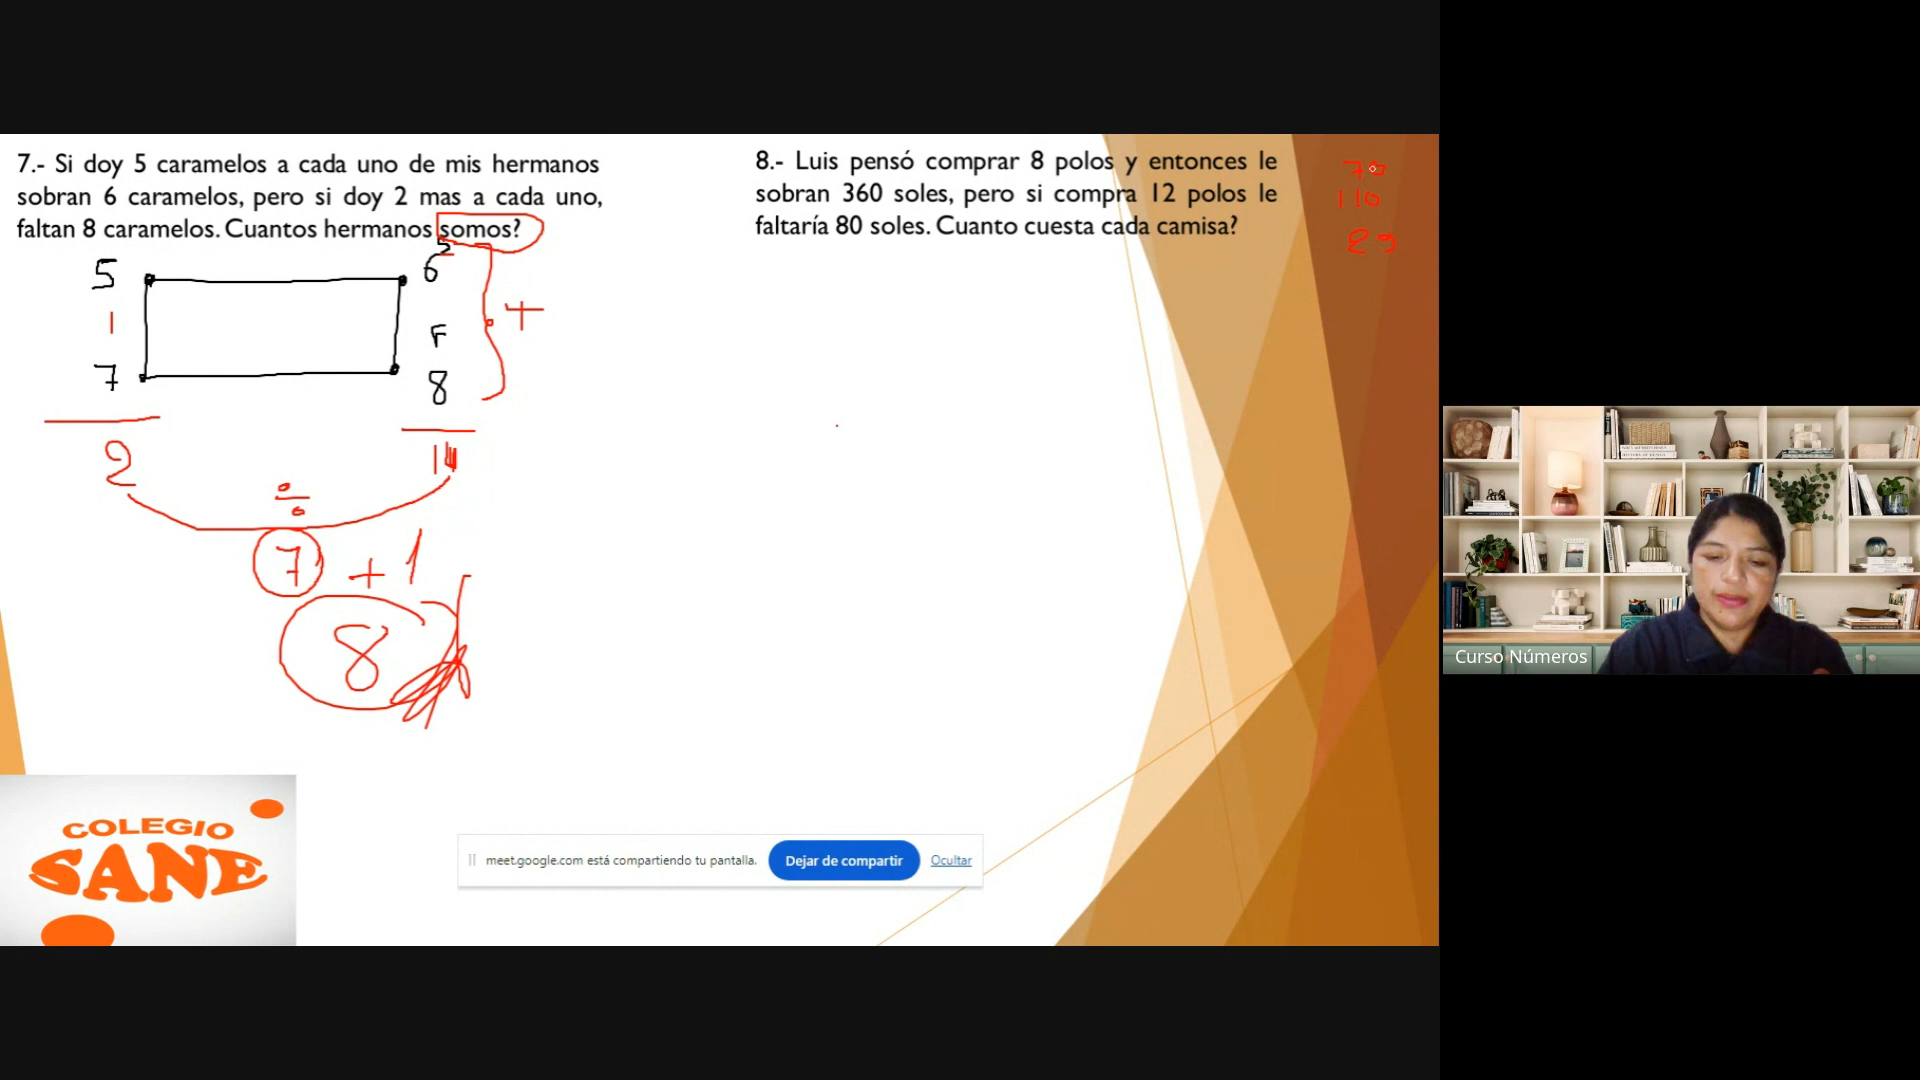 7.- Si doy 5 caramelos a cada uno de mis hermanos
sobran 6 caramelos, pero si doy 2 mas a cada uno,
faltan 8 caramelos. Cuantos hermanos somos?
5
6
S
1
+
F
7
8
2
14
÷
7 + 1
8
8.- Luis pensó comprar 8 polos y entonces le
sobran 360 soles, pero si compra 12 polos le
faltaría 80 soles. Cuanto cuesta cada camisa?
70
110
COLEGIO
SANE
meet.google.com está compartiendo tu pantalla.
Dejar de compartir
Ocultar
Curso Números